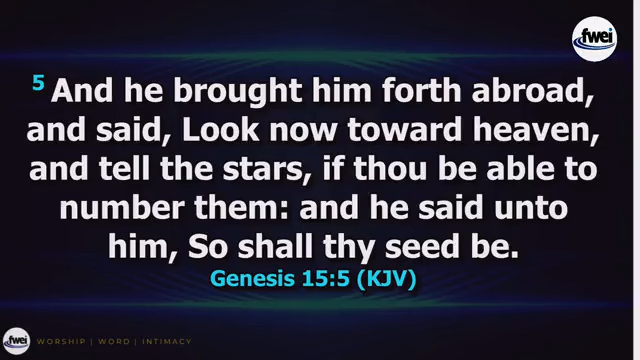 fwei
5 And he brought him forth abroad,
and said, Look now toward heaven,
and tell the stars, if thou be able to
number them: and he said unto
him, So shall thy seed be.
Genesis 15:5 (KJV)
fwei
WORSHIP | WORD | INTIMACY